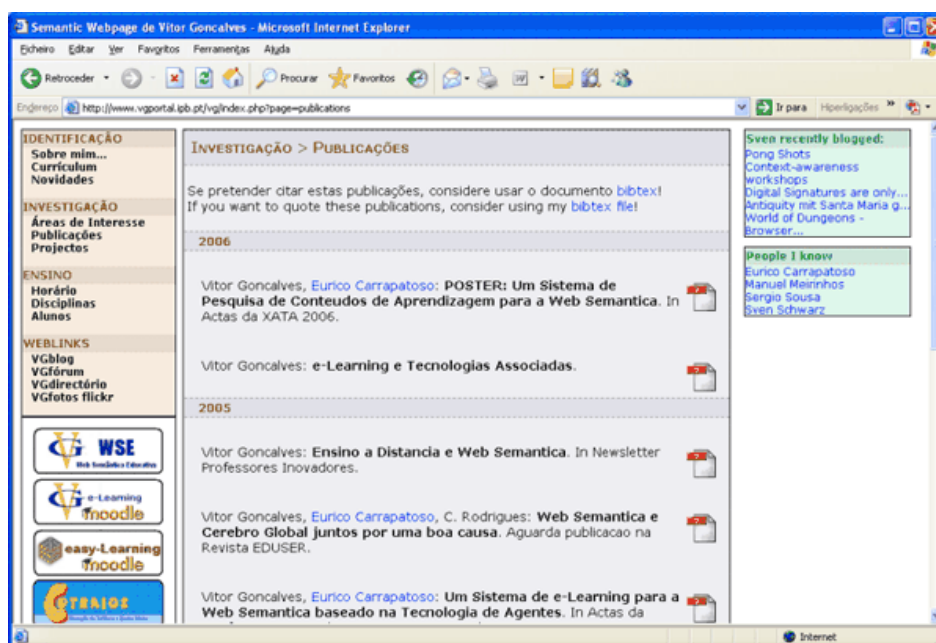 Semantic Webpage de Vitor Goncalves - Microsoft Internet Explorer
Ficheiro Editar Ver Favoritos Ferramentas Ajuda
Retroceder Procurar Favoritos
Endereço http://www.vgportal.ipb.pt/vg/index.php?page=publications Ir para Hiperligações »
IDENTIFICAÇÃO
Sobre mim...
Curriculum
Novidades
INVESTIGAÇÃO
Áreas de Interesse
Publicações
Projectos
ENSINO
Horário
Disciplinas
Alunos
WEBLINKS
VGblog
VGfórum
VGdirectório
VGfotos flickr
VG WSE
Web Semântica Educativa
VG e-Learning
moodle
easy-Learning
moodle
INVESTIGAÇÃO > PUBLICAÇÕES
Se pretender citar estas publicações, considere usar o documento bibtex!
If you want to quote these publications, consider using my bibtex file!
2006
Vitor Goncalves, Eurico Carrapatoso: POSTER: Um Sistema de
Pesquisa de Conteudos de Aprendizagem para a Web Semantica. In
Actas da XATA 2006.
Vitor Goncalves: e-Learning e Tecnologias Associadas.
2005
Vitor Goncalves: Ensino a Distancia e Web Semantica. In Newsletter
Professores Inovadores.
Vitor Goncalves, Eurico Carrapatoso, C. Rodrigues: Web Semantica e
Cerebro Global juntos por uma boa causa. Aguarda publicacao na
Revista EDUSER.
Vitor Goncalves, Eurico Carrapatoso: Um Sistema de e-Learning para a
Web Semantica baseado na Tecnologia de Agentes. In Actas da
Sven recently blogged:
Pong Shots
Context-awareness
workshops
Digital Signatures are only...
Antiquity mit Santa Maria g...
World of Dungeons -
Browser...
People I know
Eurico Carrapatoso
Manuel Meirinhos
Sergio Sousa
Sven Schwarz
Internet